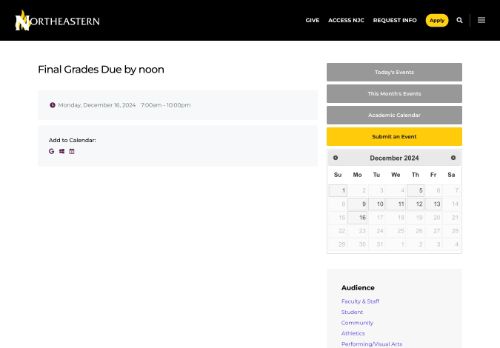 NORTHEASTERN
GIVE ACCESS NJC REQUEST INFO Apply
Final Grades Due by noon
Monday, December 16, 2024 7:00am - 10:00pm
Add to Calendar:
Today's Events
This Month's Events
Academic Calendar
Submit an Event
December 2024
Su Mo Tu We Th Fr Sa
1 2 3 4 5 6 7
8 9 10 11 12 13 14
15 16 17 18 19 20 21
22 23 24 25 26 27 28
29 30 31 1 2 3 4
Audience
Faculty & Staff
Student
Community
Athletics
Performing/Visual Arts